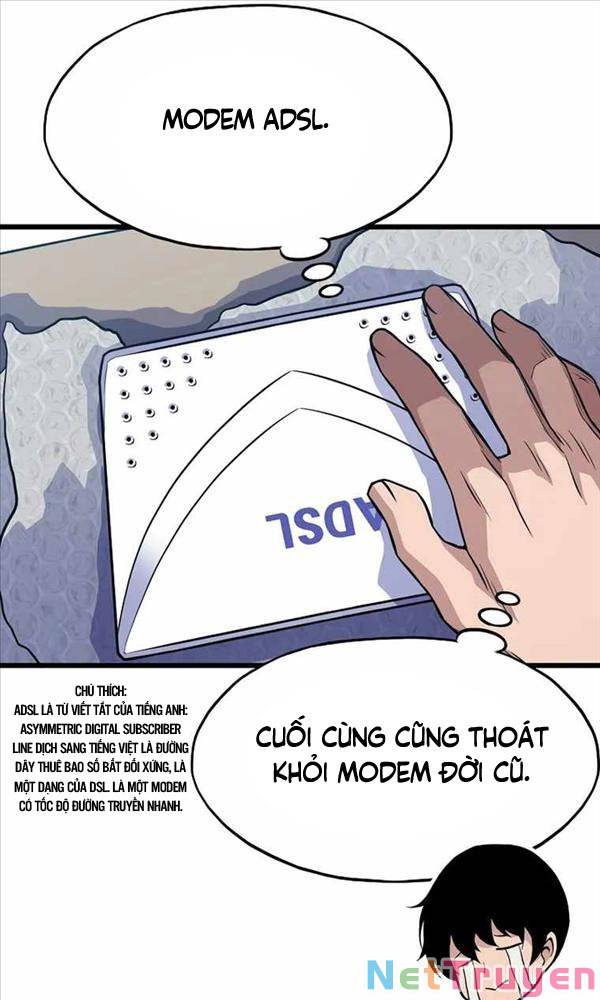 MODEM ADSL.
ADSL
CUỐI CÙNG CŨNG THOÁT
KHỎI MODEM ĐỜI CŨ.
CHÚ THÍCH:
ADSL LÀ TỪ VIẾT TẮT CỦA TIẾNG ANH:
ASYMMETRIC DIGITAL SUBSCRIBER
LINE DỊCH SANG TIẾNG VIỆT LÀ ĐƯỜNG
DÂY THUÊ BAO SỐ BẤT ĐỐI XỨNG, LÀ
MỘT DẠNG CỦA DSL. LÀ MỘT MODEM
CÓ TỐC ĐỘ ĐƯỜNG TRUYỀN NHANH.
NetTruyen